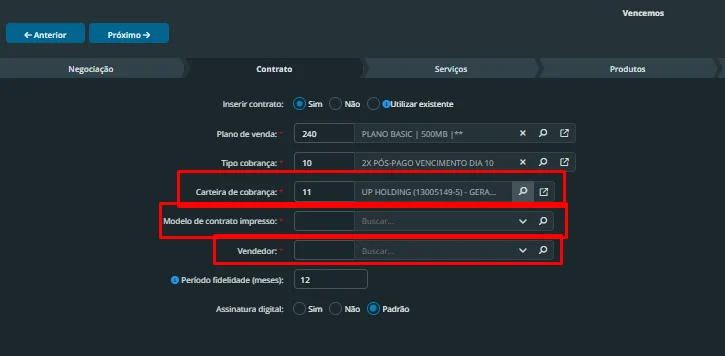 Vencemos
← Anterior Próximo →
Negociação Contrato Serviços Produtos
Inserir contrato: Sim Não Utilizar existente
Plano de venda: * 240 PLANO BASIC | 500MB |**
Tipo cobrança: * 10 2X PÓS-PAGO VENCIMENTO DIA 10
Carteira de cobrança: * 11 UP HOLDING (13005149-5) - GERA...
Modelo de contrato impresso: * Buscar...
Vendedor: * Buscar...
Período fidelidade (meses): 12
Assinatura digital: Sim Não Padrão